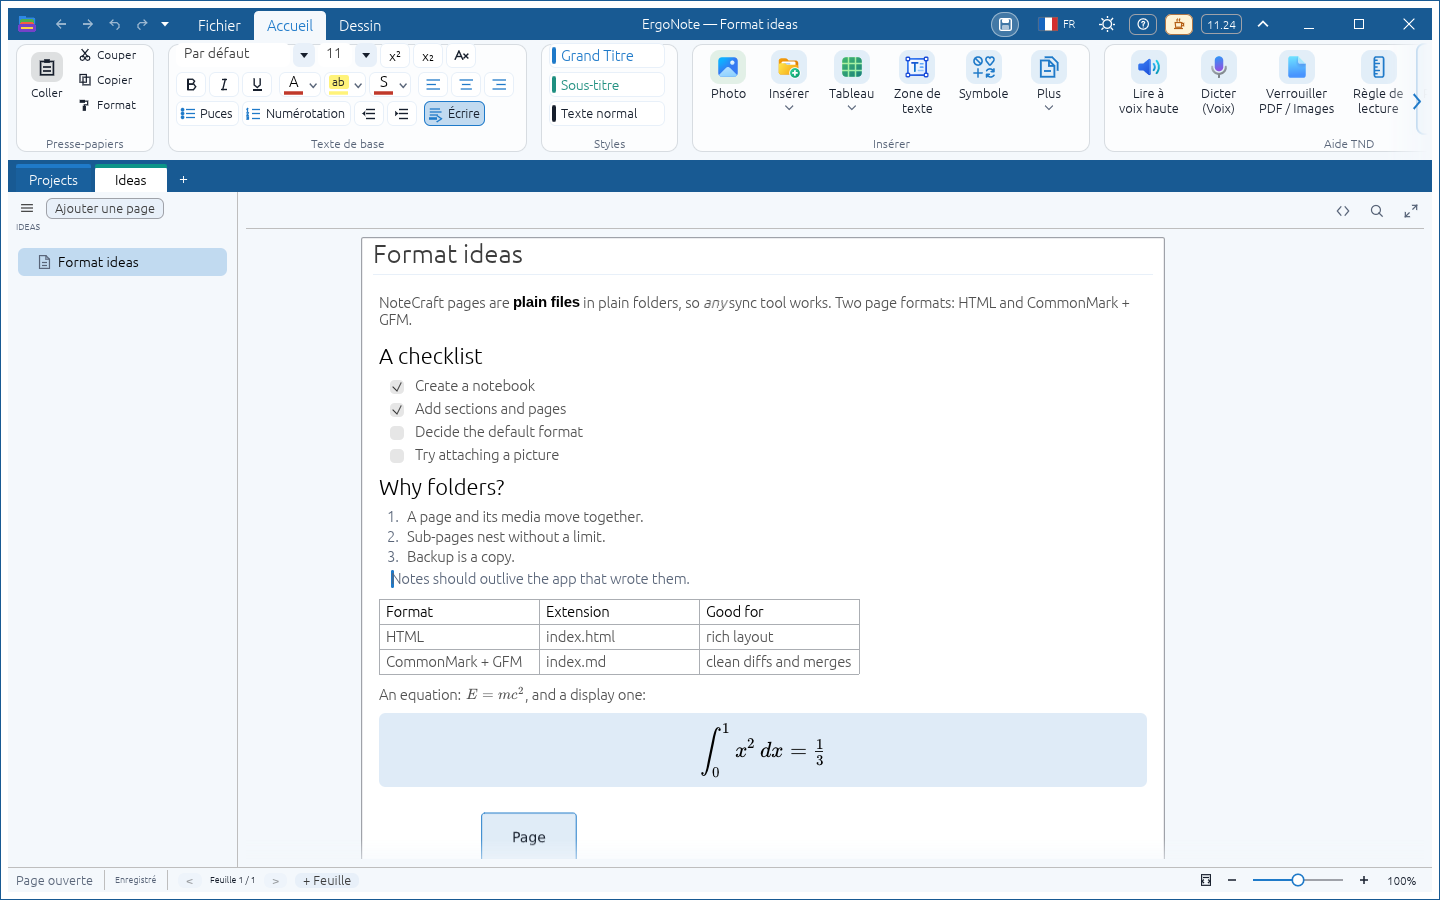 Fichier
Accueil
Dessin
ErgoNote — Format ideas
FR
11.24
Coller
Couper
Copier
Format
Presse-papiers
Par défaut
11
x²
x₂
B
I
U
A
ab
S
Puces
Numérotation
Écrire
Texte de base
Grand Titre
Sous-titre
Texte normal
Styles
Photo
Insérer
Tableau
Zone de
texte
Symbole
Plus
Insérer
Lire à
voix haute
Dicter
(Voix)
Verrouiller
PDF / Images
Règle de
lecture
Aide TND
Projects
Ideas
+
Ajouter une page
IDEAS
Format ideas
Format ideas
NoteCraft pages are plain files in plain folders, so any sync tool works. Two page formats: HTML and CommonMark +
GFM.
A checklist
Create a notebook
Add sections and pages
Decide the default format
Try attaching a picture
Why folders?
1. A page and its media move together.
2. Sub-pages nest without a limit.
3. Backup is a copy.
Notes should outlive the app that wrote them.
Format Extension Good for
HTML index.html rich layout
CommonMark + GFM index.md clean diffs and merges
An equation: E = mc², and a display one:
∫₀¹ x² dx = 1/3
Page
Page ouverte
Enregistré
< Feuille 1 / 1 >
+ Feuille
− + 100%